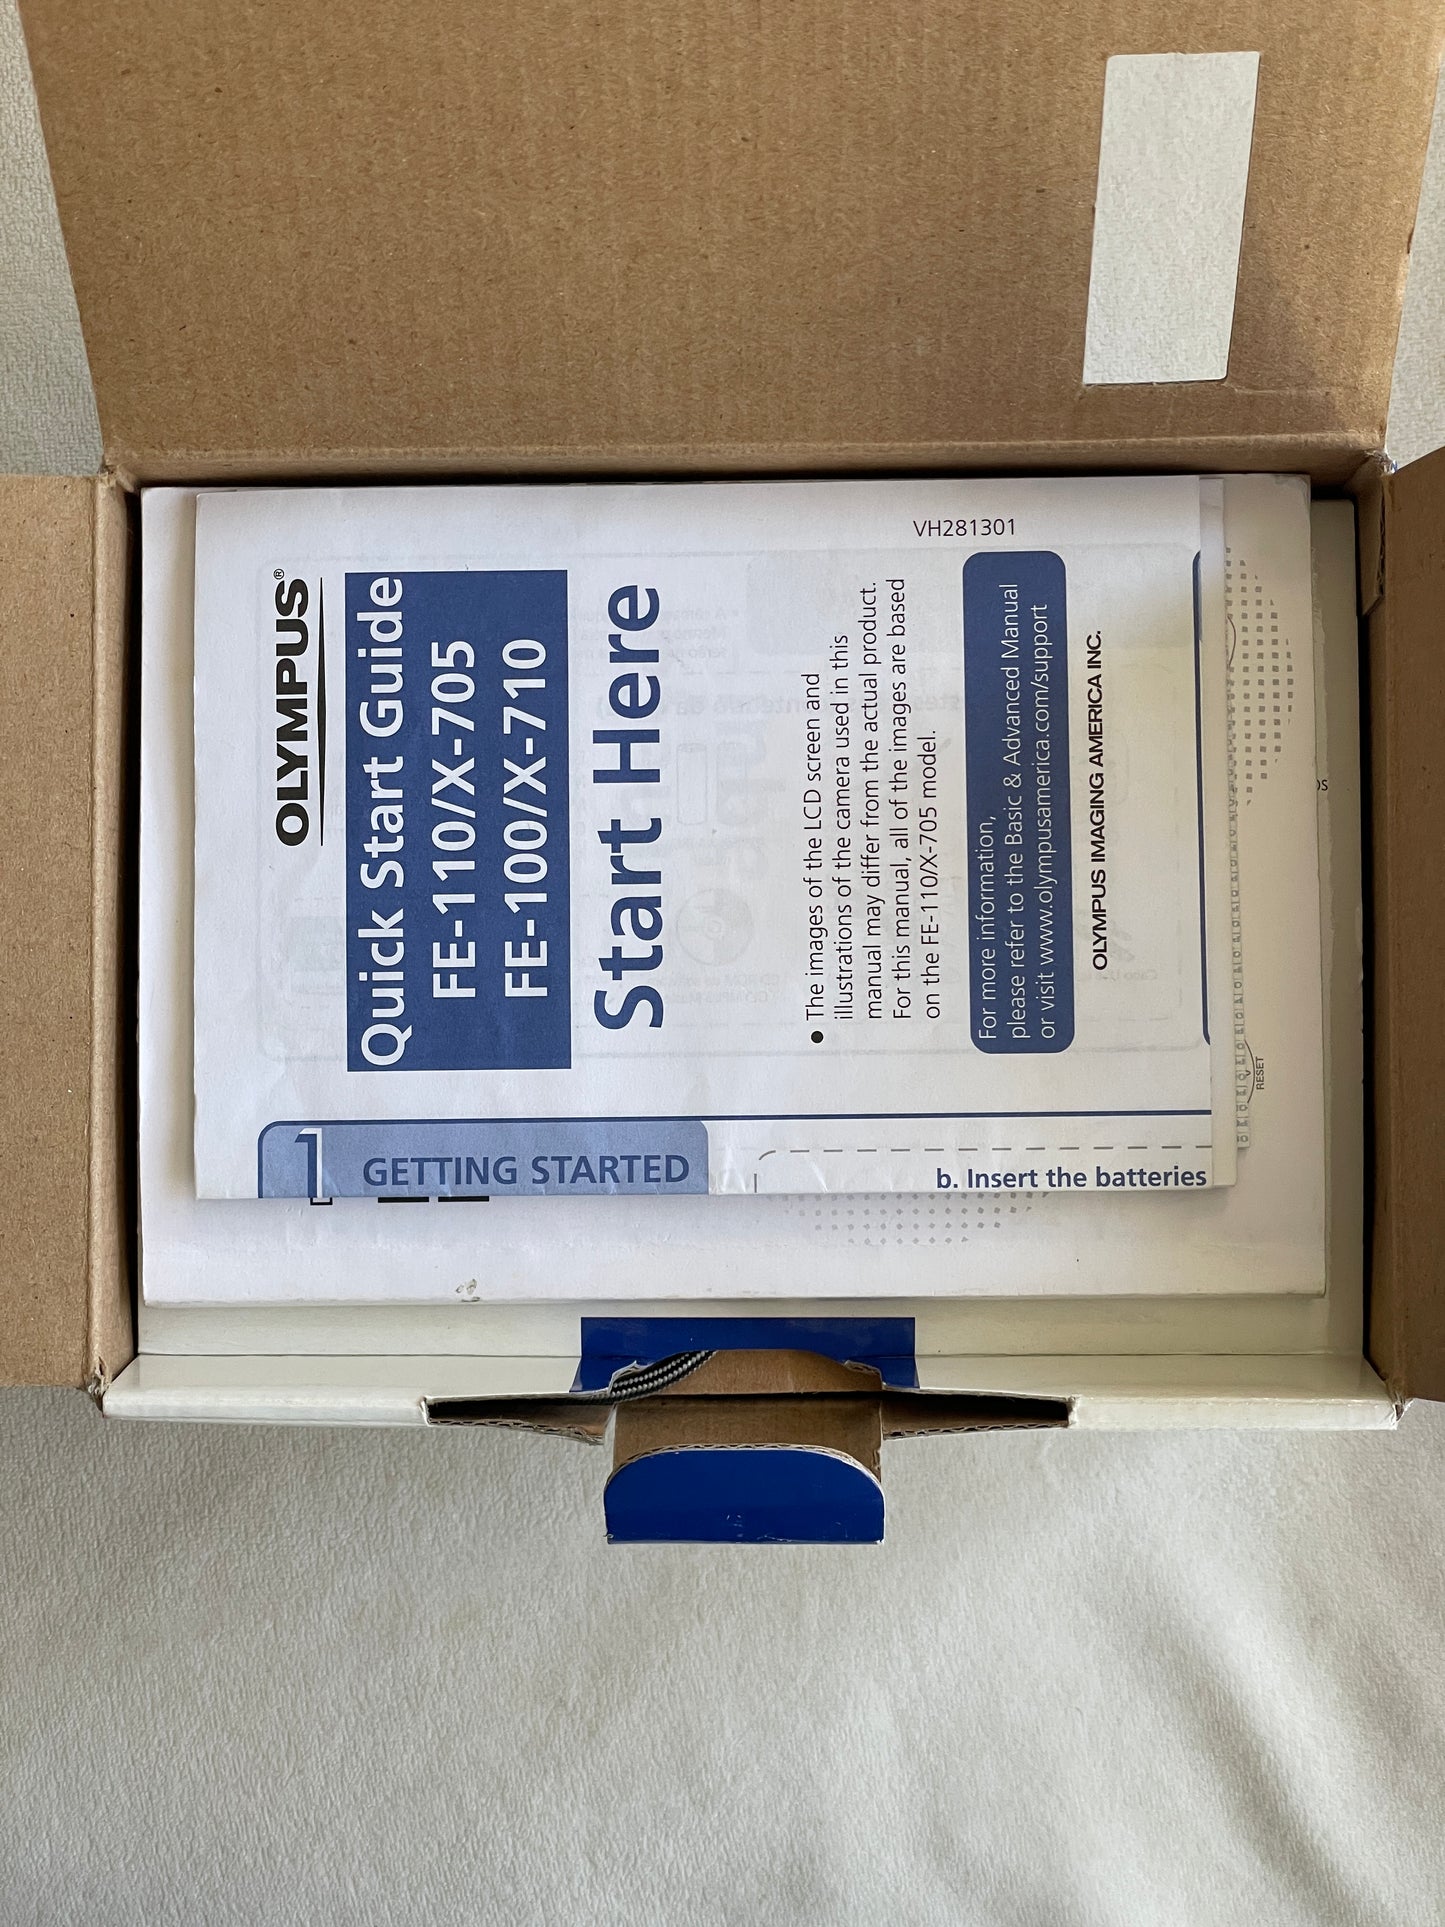 OLYMPUS®
Quick Start Guide
FE-110/X-705
FE-100/X-710
Start Here
● The images of the LCD screen and
illustrations of the camera used in this
manual may differ from the actual product.
For this manual, all of the images are based
on the FE-110/X-705 model.
VH281301
For more information,
please refer to the Basic & Advanced Manual
or visit www.olympusamerica.com/support
OLYMPUS IMAGING AMERICA INC.
1 GETTING STARTED
b. Insert the batteries
RESET